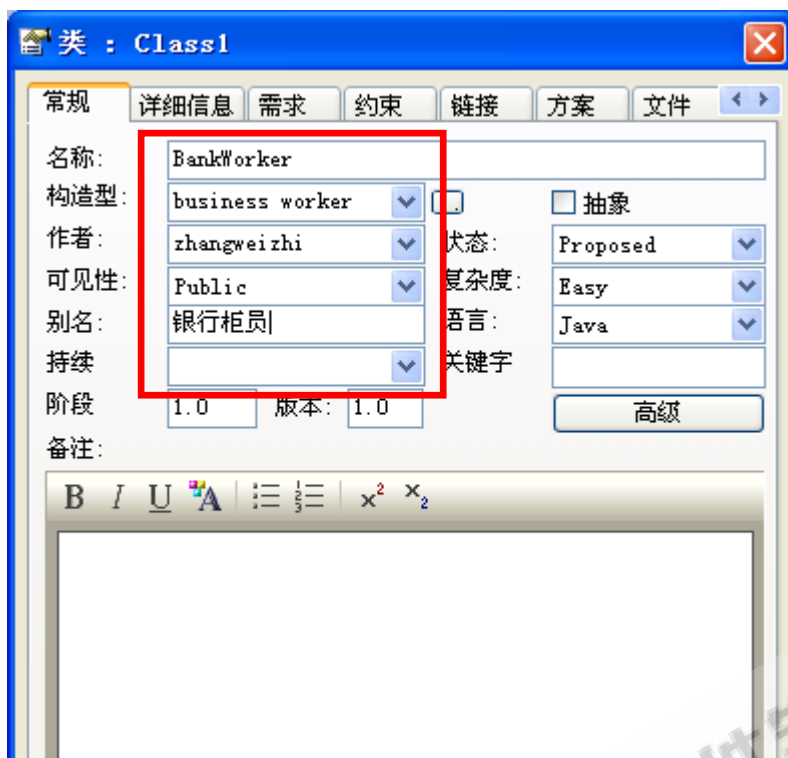 类 : Class1
常规 详细信息 需求 约束 链接 方案 文件
名称: BankWorker
构造型: business worker 抽象
作者: zhangweizhi 状态: Proposed
可见性: Public 复杂度: Easy
别名: 银行柜员 语言: Java
持续 关键字
阶段 1.0 版本: 1.0 高级
备注:
B I U A x² x₂